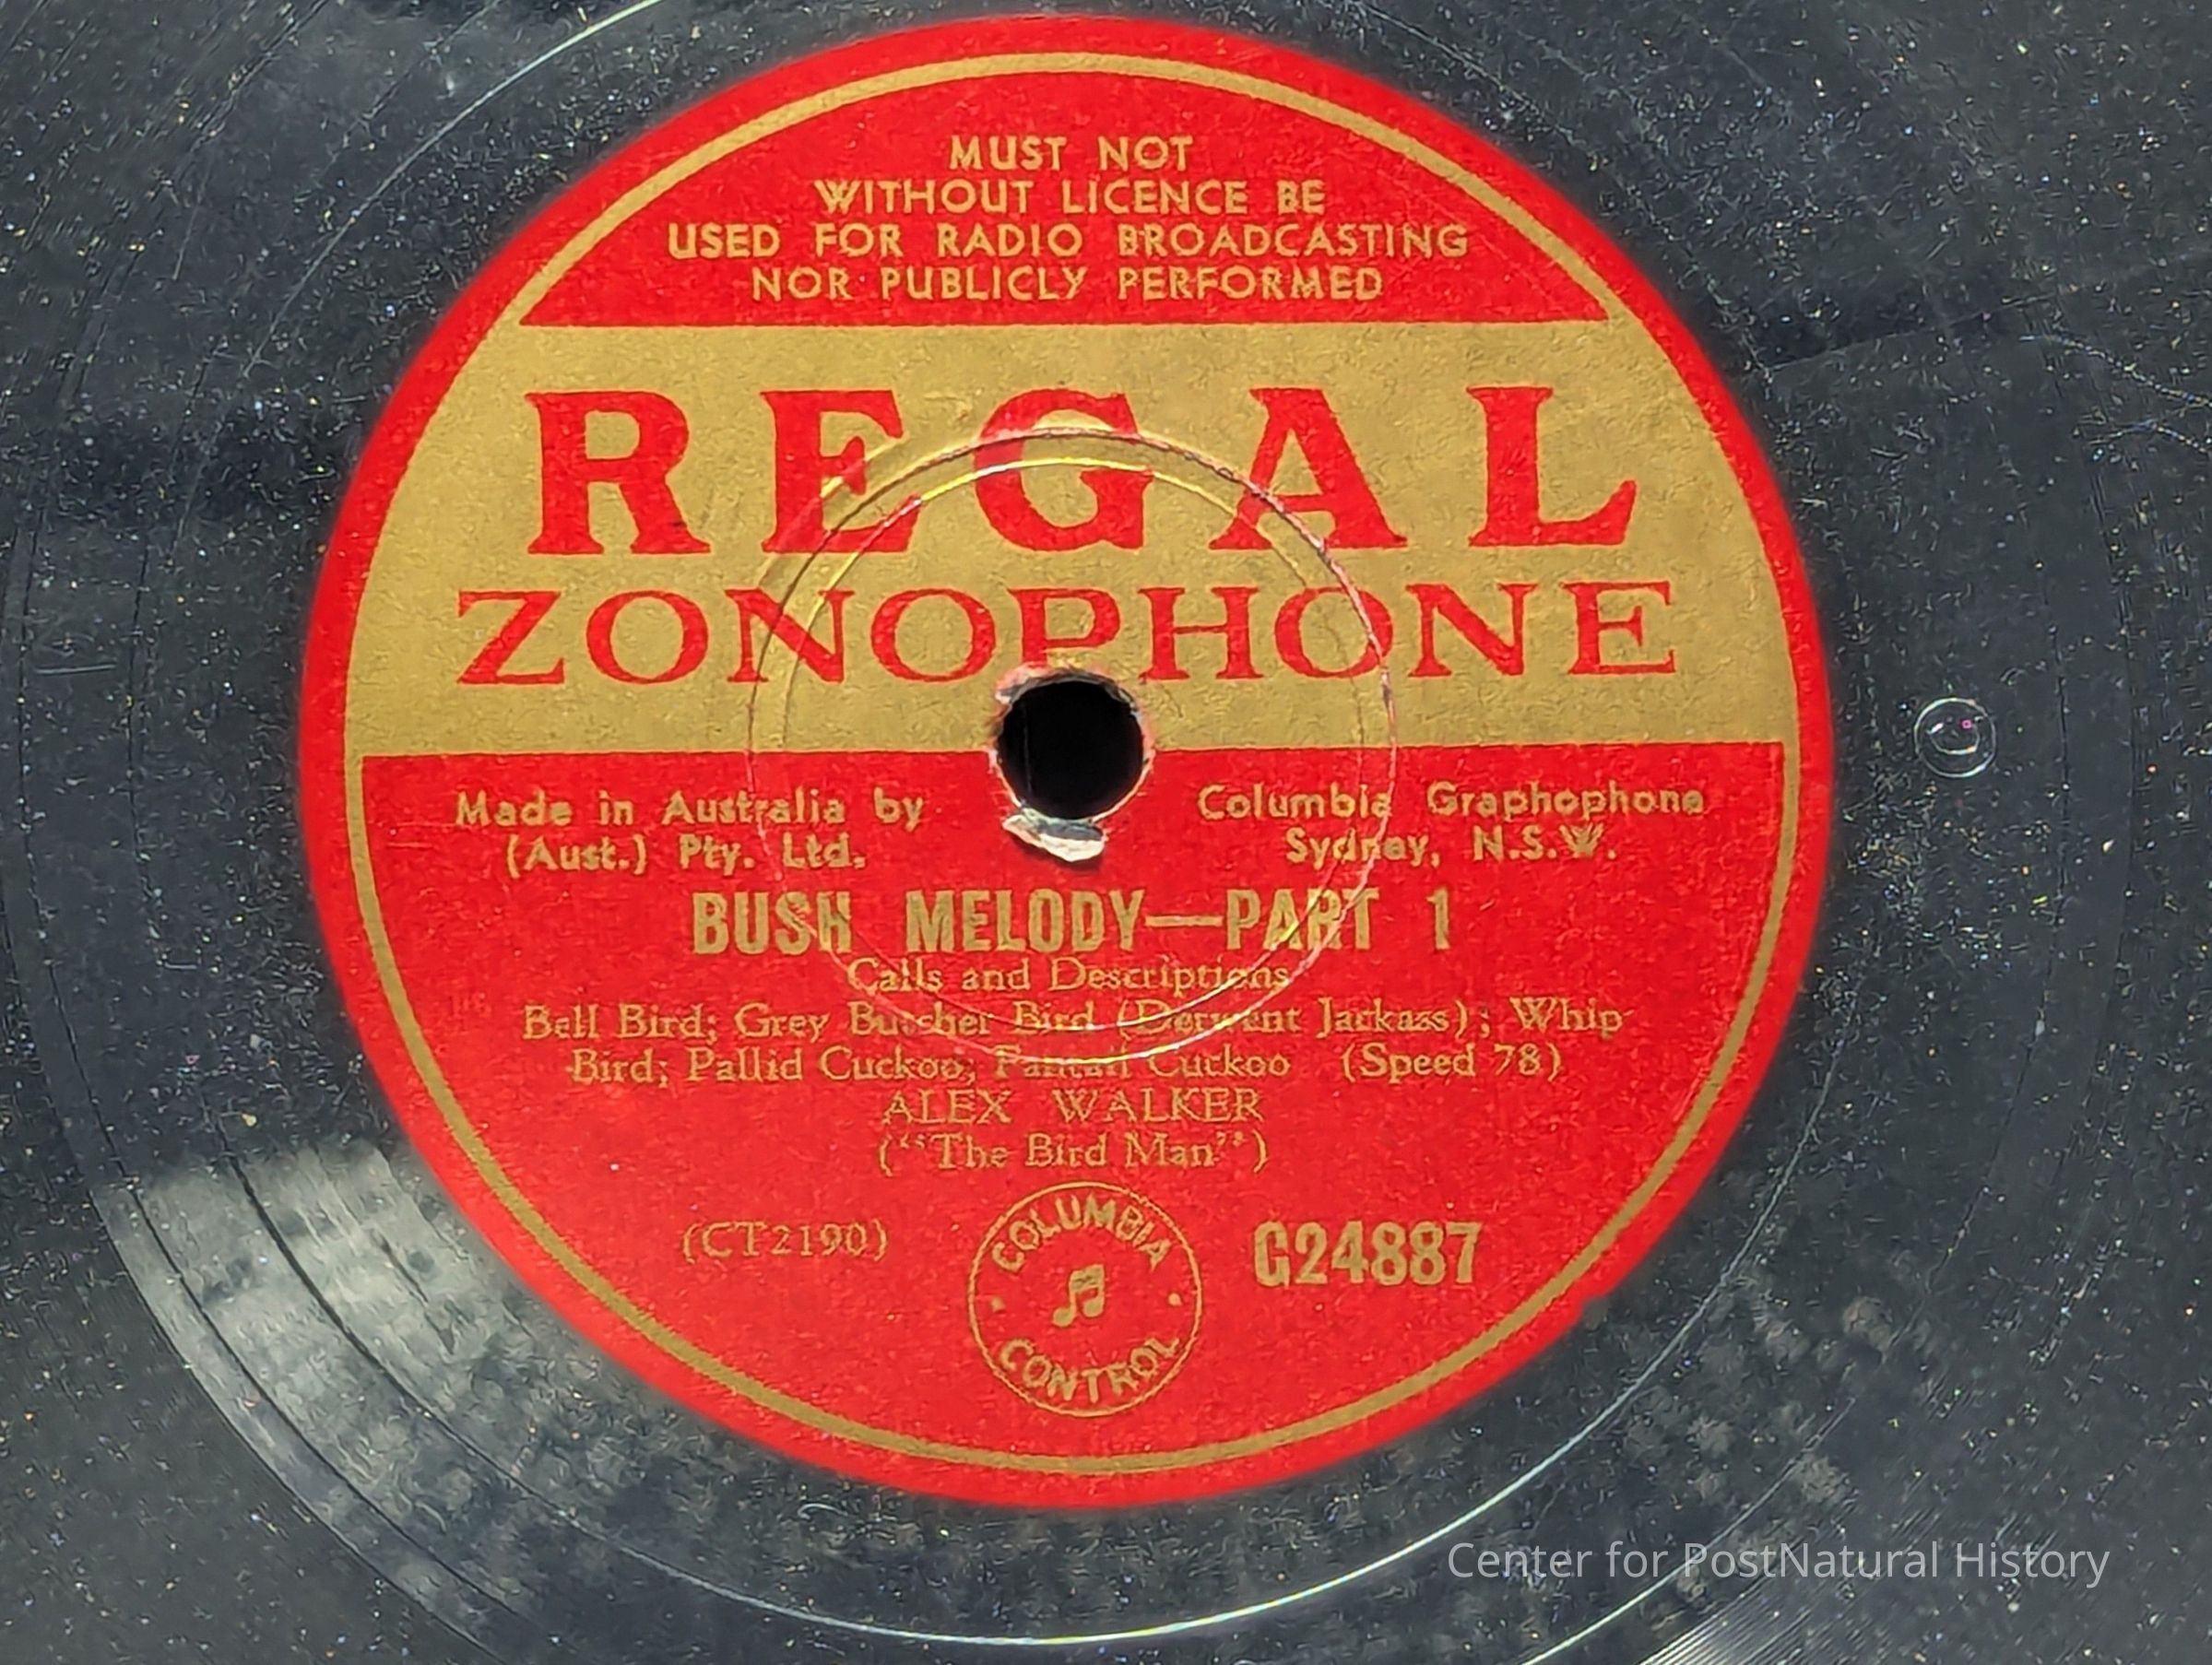 MUST NOT
WITHOUT LICENCE BE
USED FOR RADIO BROADCASTING
NOR PUBLICLY PERFORMED
REGAL
ZONOPHONE
Made in Australia by Columbia Graphophone
(Aust.) Pty. Ltd. Sydney, N.S.W.
BUSH MELODY—PART 1
Calls and Descriptions
Bell Bird; Grey Butcher Bird (Derwent Jackass); Whip
Bird; Pallid Cuckoo; Fantail Cuckoo (Speed 78)
ALEX WALKER
("The Bird Man")
(CT2190) COLUMBIA CONTROL G24887
Center for PostNatural History